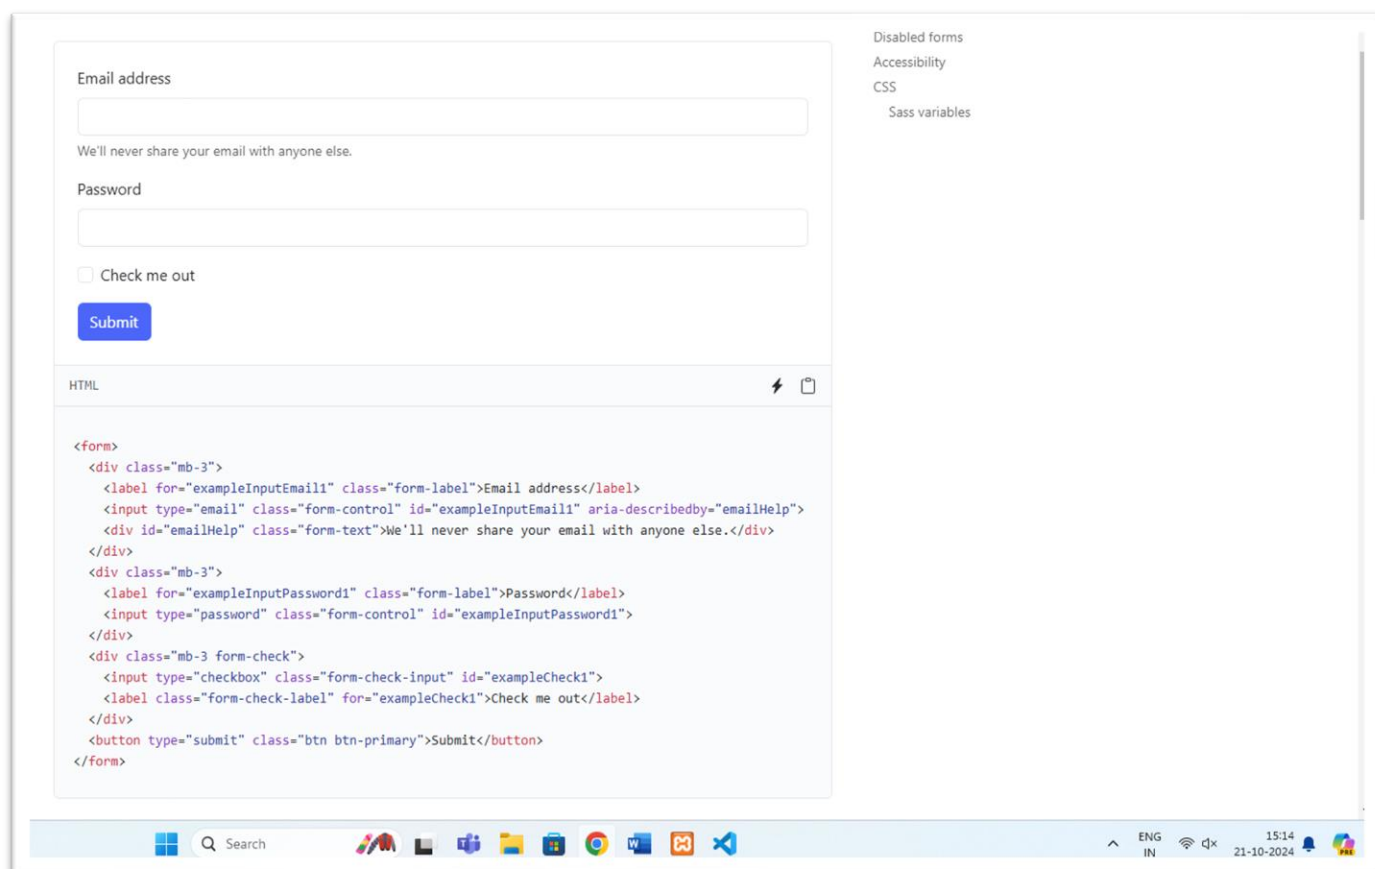 Disabled forms
Accessibility
CSS
Sass variables
Email address
We'll never share your email with anyone else.
Password
Check me out
Submit
HTML
<form>
  <div class="mb-3">
    <label for="exampleInputEmail1" class="form-label">Email address</label>
    <input type="email" class="form-control" id="exampleInputEmail1" aria-describedby="emailHelp">
    <div id="emailHelp" class="form-text">We'll never share your email with anyone else.</div>
  </div>
  <div class="mb-3">
    <label for="exampleInputPassword1" class="form-label">Password</label>
    <input type="password" class="form-control" id="exampleInputPassword1">
  </div>
  <div class="mb-3 form-check">
    <input type="checkbox" class="form-check-input" id="exampleCheck1">
    <label class="form-check-label" for="exampleCheck1">Check me out</label>
  </div>
  <button type="submit" class="btn btn-primary">Submit</button>
</form>
Search
ENG
IN
15:14
21-10-2024
PRE